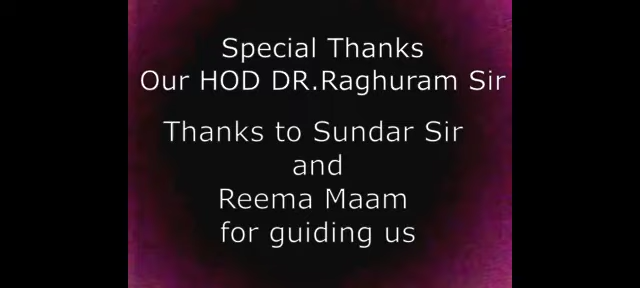 Special Thanks
Our HOD DR.Raghuram Sir
Thanks to Sundar Sir
and
Reema Maam
for guiding us